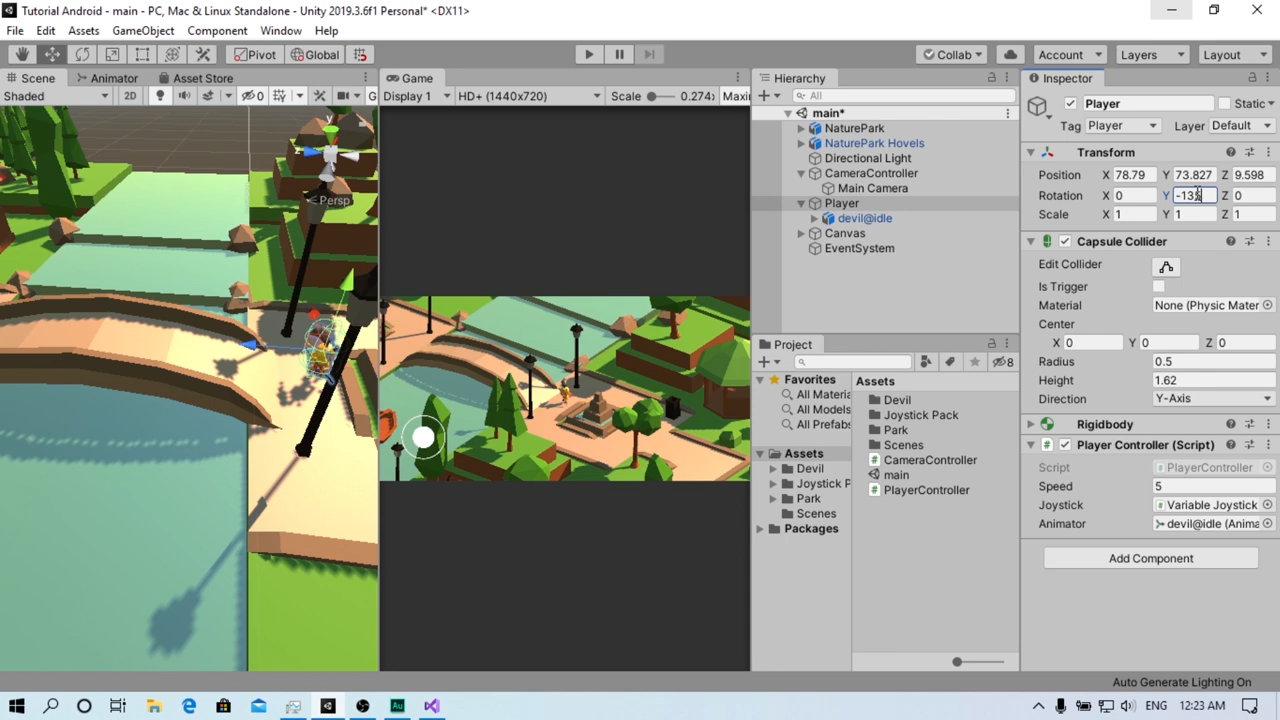 Tutorial Android - main - PC, Mac & Linux Standalone - Unity 2019.3.6f1 Personal* <DX11>
File Edit Assets GameObject Component Window Help
Pivot Global Collab Account Layers Layout
Scene Animator Asset Store
Shaded 2D 0 G
y
z
Persp
Game
Display 1 HD+ (1440x720) Scale 0.274: Maxi
Hierarchy
All
main*
NaturePark
NaturePark Hovels
Directional Light
CameraController
Main Camera
Player
devil@idle
Canvas
EventSystem
Project
8
Favorites
All Materia
All Models
All Prefabs
Assets
Devil
Joystick P
Park
Scenes
Packages
Assets
Devil
Joystick Pack
Park
Scenes
CameraController
main
PlayerController
Inspector
Player Static
Tag Player Layer Default
Transform
Position X 78.79 Y 73.827 Z 9.598
Rotation X 0 Y Z 0
Scale X 1 Y 1 Z 1
Capsule Collider
Edit Collider
Is Trigger
Material None (Physic Mater
Center
X 0 Y 0 Z 0
Radius 0.5
Height 1.62
Direction Y-Axis
Rigidbody
Player Controller (Script)
Script PlayerController
Speed 5
Joystick Variable Joystick
Animator devil@idle (Anima
Add Component
Auto Generate Lighting On
Au ENG 12:23 AM